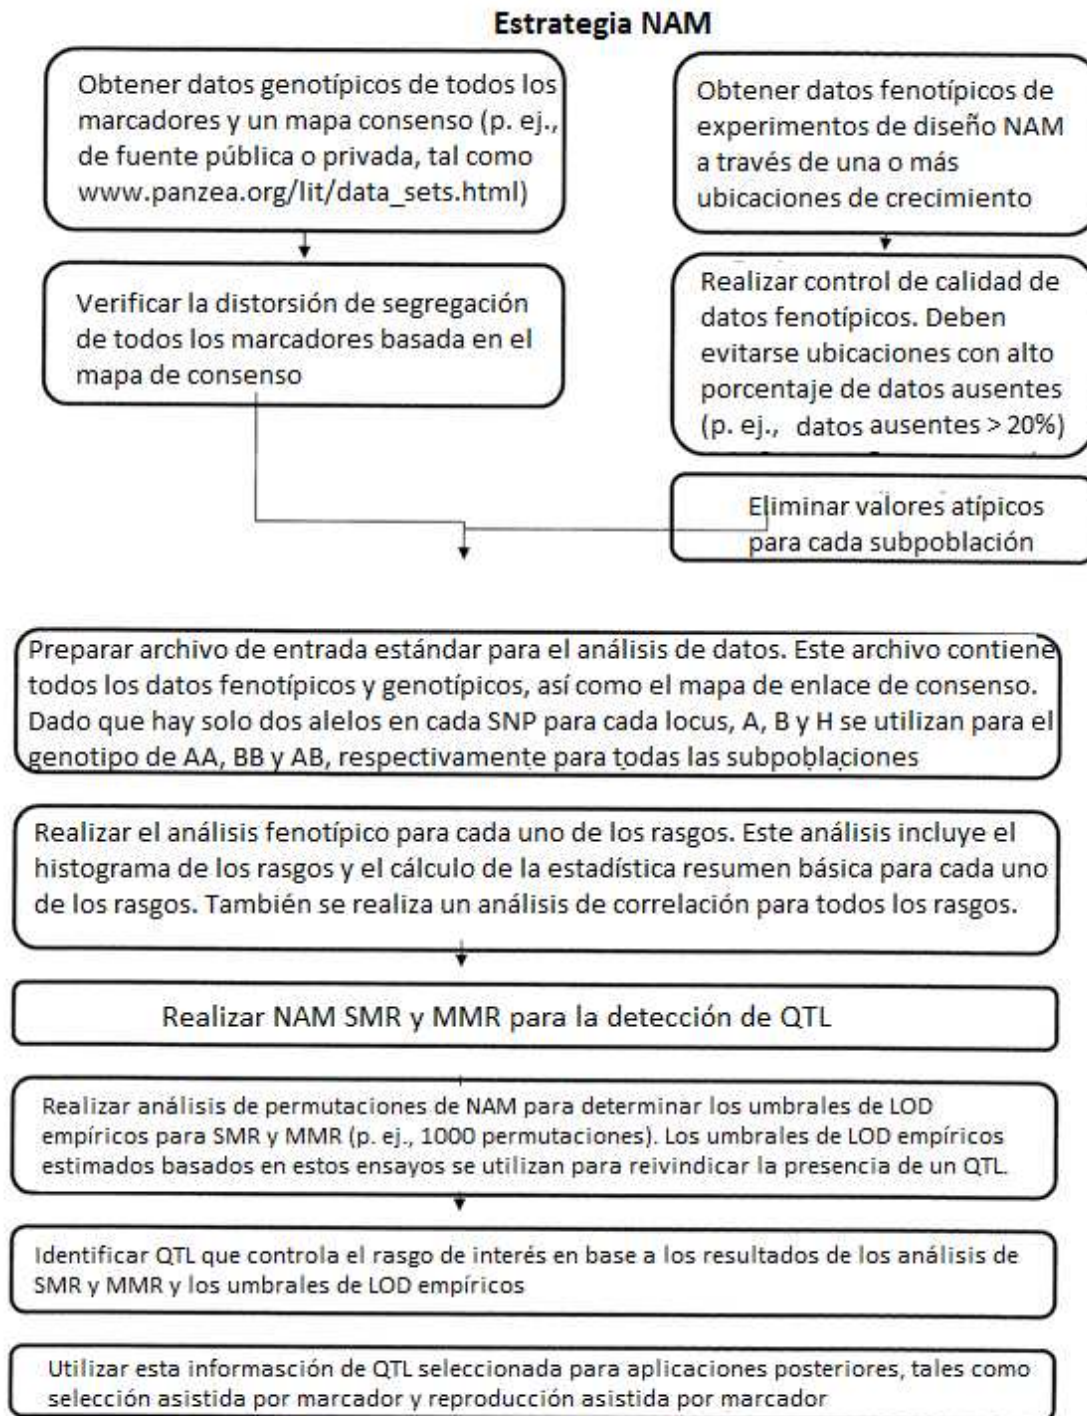 Estrategia NAM
Obtener datos genotípicos de todos los
marcadores y un mapa consenso (p. ej.,
de fuente pública o privada, tal como
www.panzea.org/lit/data_sets.html)
Obtener datos fenotípicos de
experimentos de diseño NAM
a través de una o más
ubicaciones de crecimiento
Verificar la distorsión de segregación
de todos los marcadores basada en el
mapa de consenso
Realizar control de calidad de
datos fenotípicos. Deben
evitarse ubicaciones con alto
porcentaje de datos ausentes
(p. ej., datos ausentes > 20%)
Eliminar valores atípicos
para cada subpoblación
Preparar archivo de entrada estándar para el análisis de datos. Este archivo contiene
todos los datos fenotípicos y genotípicos, así como el mapa de enlace de consenso.
Dado que hay solo dos alelos en cada SNP para cada locus, A, B y H se utilizan para el
genotipo de AA, BB y AB, respectivamente para todas las subpoblaciones
Realizar el análisis fenotípico para cada uno de los rasgos. Este análisis incluye el
histograma de los rasgos y el cálculo de la estadística resumen básica para cada uno
de los rasgos. También se realiza un análisis de correlación para todos los rasgos.
Realizar NAM SMR y MMR para la detección de QTL
Realizar análisis de permutaciones de NAM para determinar los umbrales de LOD
empíricos para SMR y MMR (p. ej., 1000 permutaciones). Los umbrales de LOD empíricos
estimados basados en estos ensayos se utilizan para reivindicar la presencia de un QTL.
Identificar QTL que controla el rasgo de interés en base a los resultados de los análisis de
SMR y MMR y los umbrales de LOD empíricos
Utilizar esta informasción de QTL seleccionada para aplicaciones posteriores, tales como
selección asistida por marcador y reproducción asistida por marcador